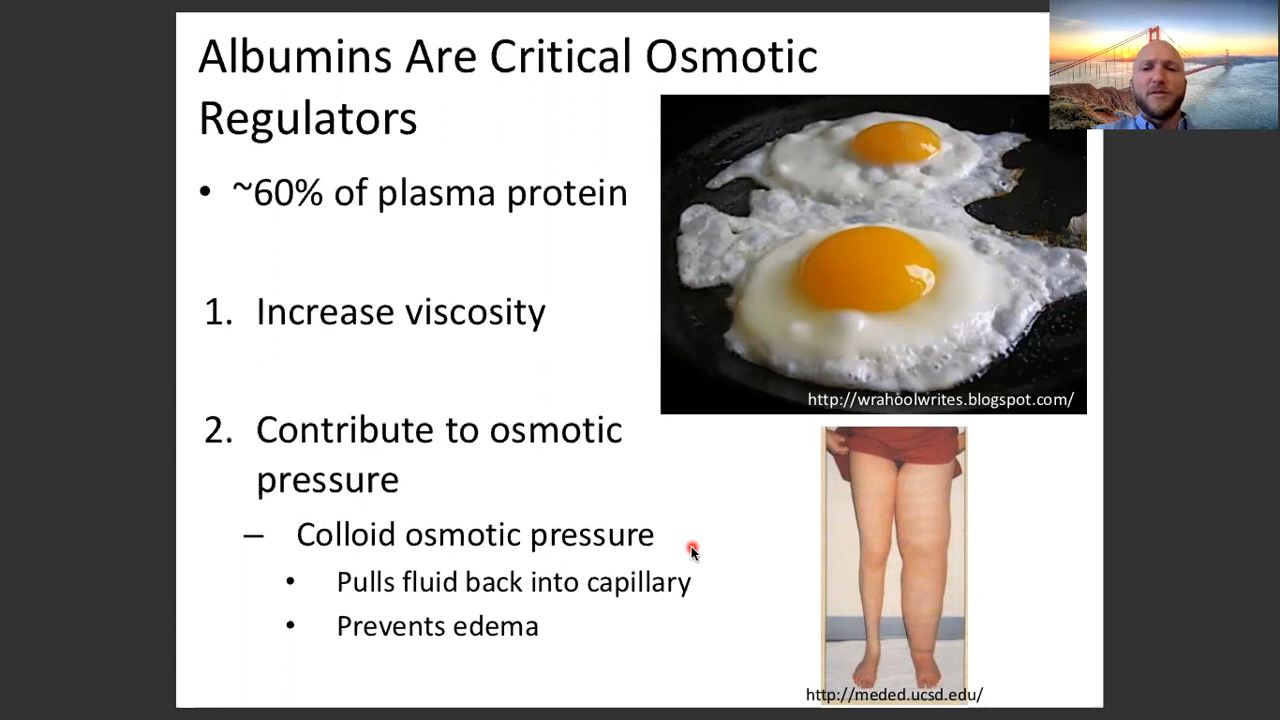 Albumins Are Critical Osmotic
Regulators
• ~60% of plasma protein
1. Increase viscosity
http://wrahoolwrites.blogspot.com/
2. Contribute to osmotic
pressure
– Colloid osmotic pressure
• Pulls fluid back into capillary
• Prevents edema
http://meded.ucsd.edu/